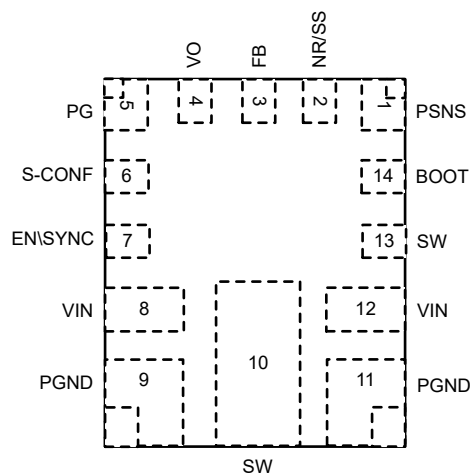 VO FB NR/SS
PG 5 4 3 2 1 PSNS
S-CONF 6 14 BOOT
EN\SYNC 7 13 SW
VIN 8 12 VIN
10
PGND 9 11 PGND
SW